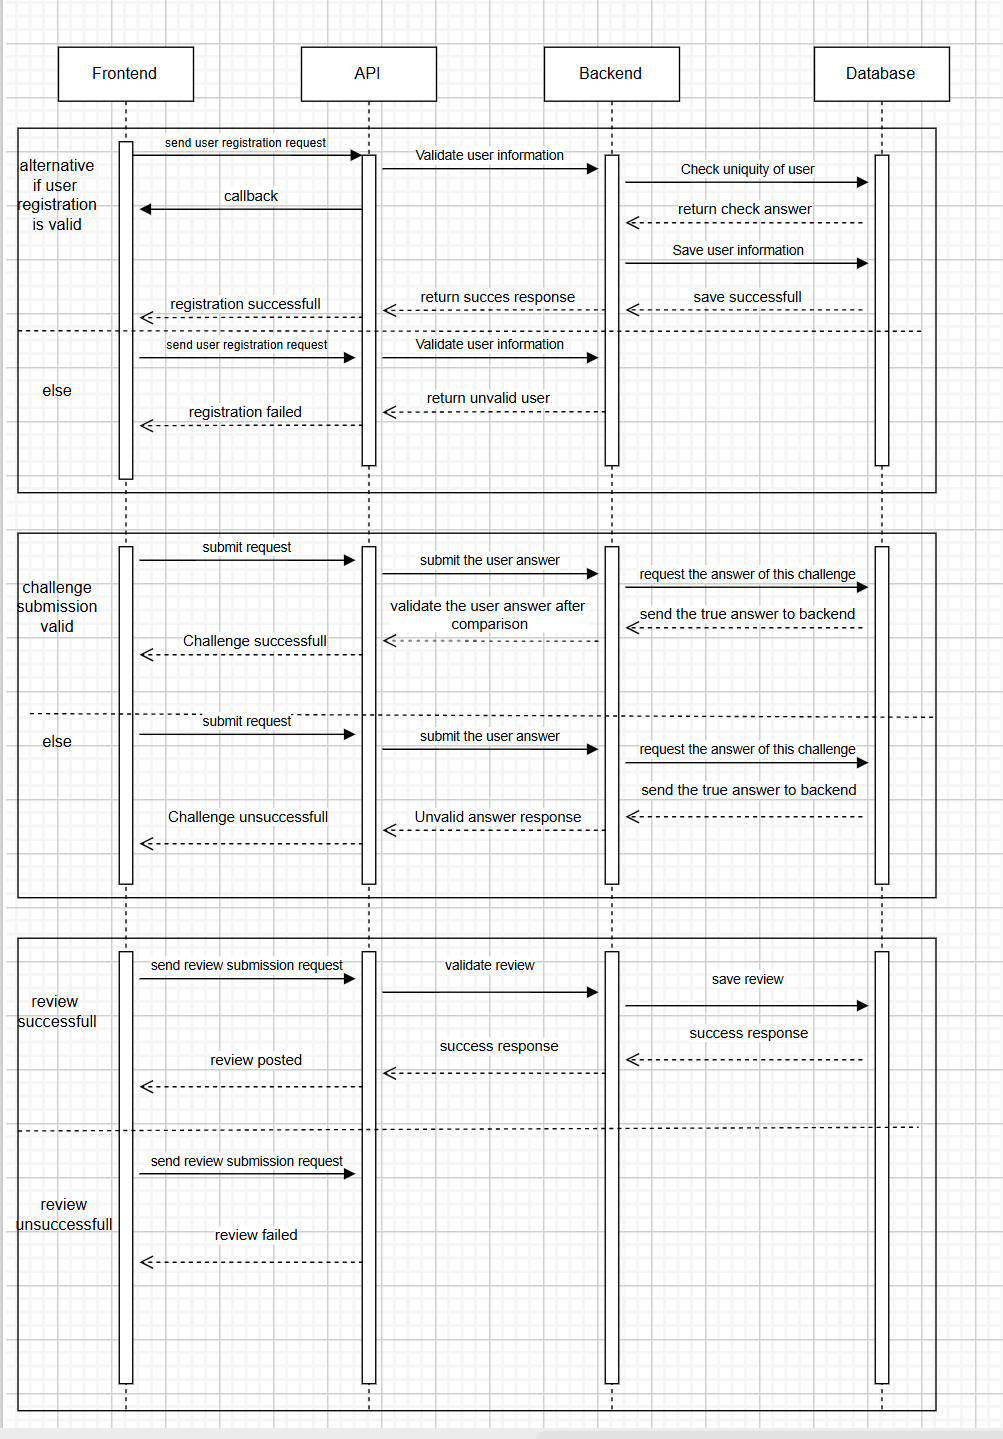 Frontend
API
Backend
Database
send user registration request
alternative
if user
registration
is valid
Validate user information
Check uniquity of user
callback
return check answer
Save user information
registration successfull
return succes response
save successfull
send user registration request
Validate user information
else
return unvalid user
registration failed
submit request
submit the user answer
request the answer of this challenge
challenge
submission
valid
validate the user answer after
comparison
send the true answer to backend
Challenge successfull
submit request
else
submit the user answer
request the answer of this challenge
send the true answer to backend
Challenge unsuccessfull
Unvalid answer response
send review submission request
validate review
save review
review
successfull
success response
success response
review posted
send review submission request
review
unsuccessfull
review failed